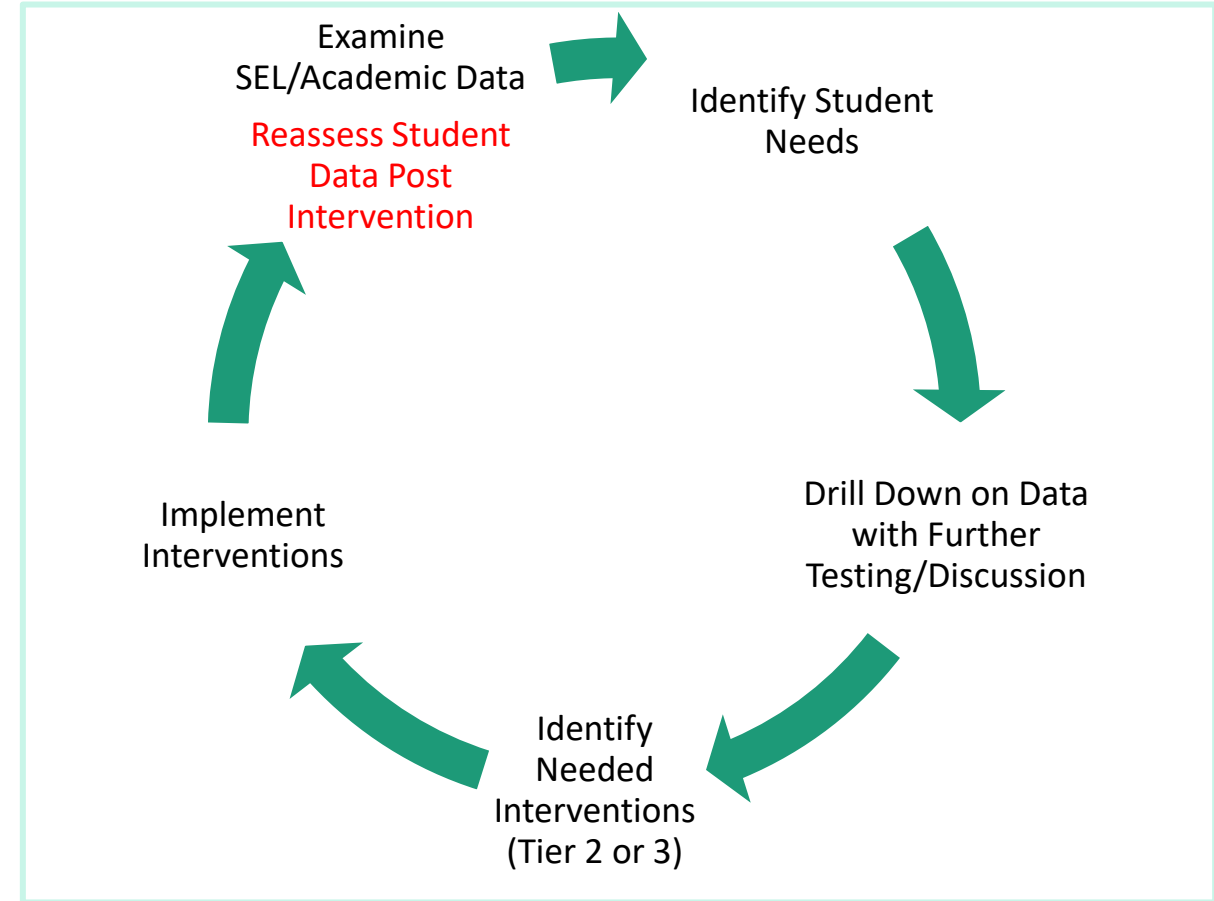 Examine
SEL/Academic Data
Reassess Student
Data Post
Intervention
Identify Student
Needs
Drill Down on Data
with Further
Testing/Discussion
Identify
Needed
Interventions
(Tier 2 or 3)
Implement
Interventions